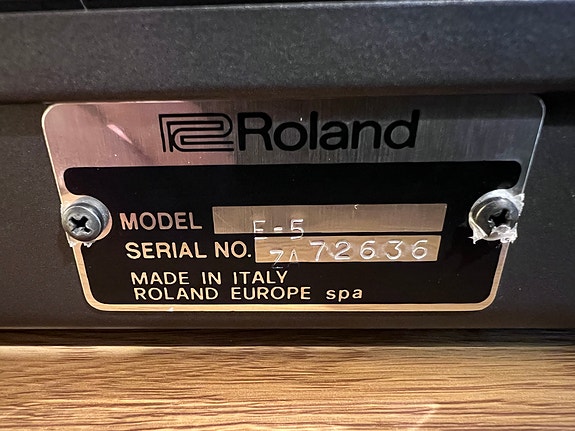 Roland
MODEL E-5
SERIAL NO. ZA72636
MADE IN ITALY
ROLAND EUROPE spa